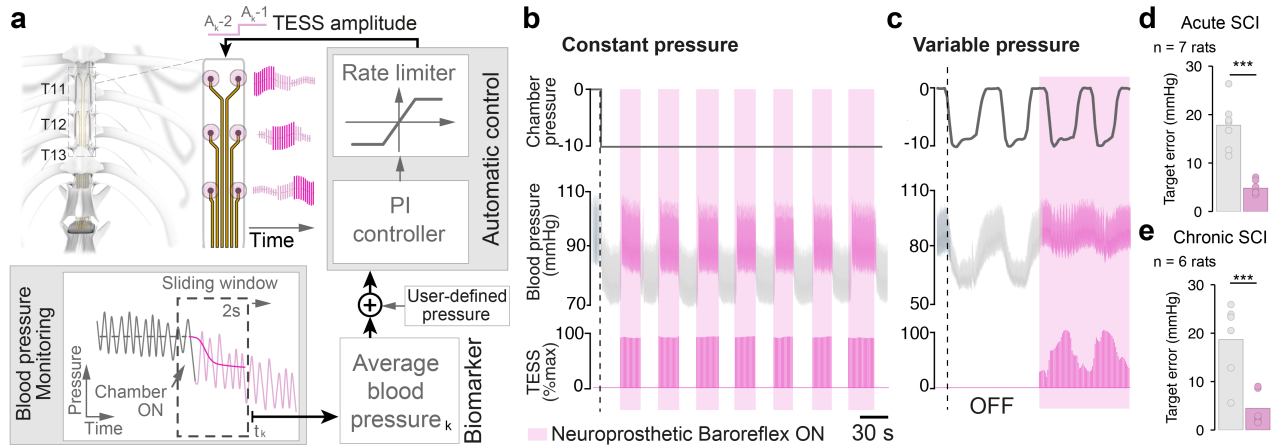 a
A_k-2 A_k-1 TESS amplitude
T11
T12
T13
Time
Rate limiter
PI
controller
Automatic control
Blood pressure
Monitoring
Sliding window
2s
Pressure
Chamber
ON
Time
t_k
User-defined
pressure
Average
blood
pressure_k
Biomarker
b
Constant pressure
Chamber
pressure
0
-10
Blood pressure
(mmHg)
110
90
70
TESS
(%max)
100
0
Neuroprosthetic Baroreflex ON
30 s
c
Variable pressure
0
-10
110
80
50
100
0
OFF
d
Acute SCI
n = 7 rats
***
Target error (mmHg)
30
20
10
0
e
Chronic SCI
n = 6 rats
***
Target error (mmHg)
30
20
10
0